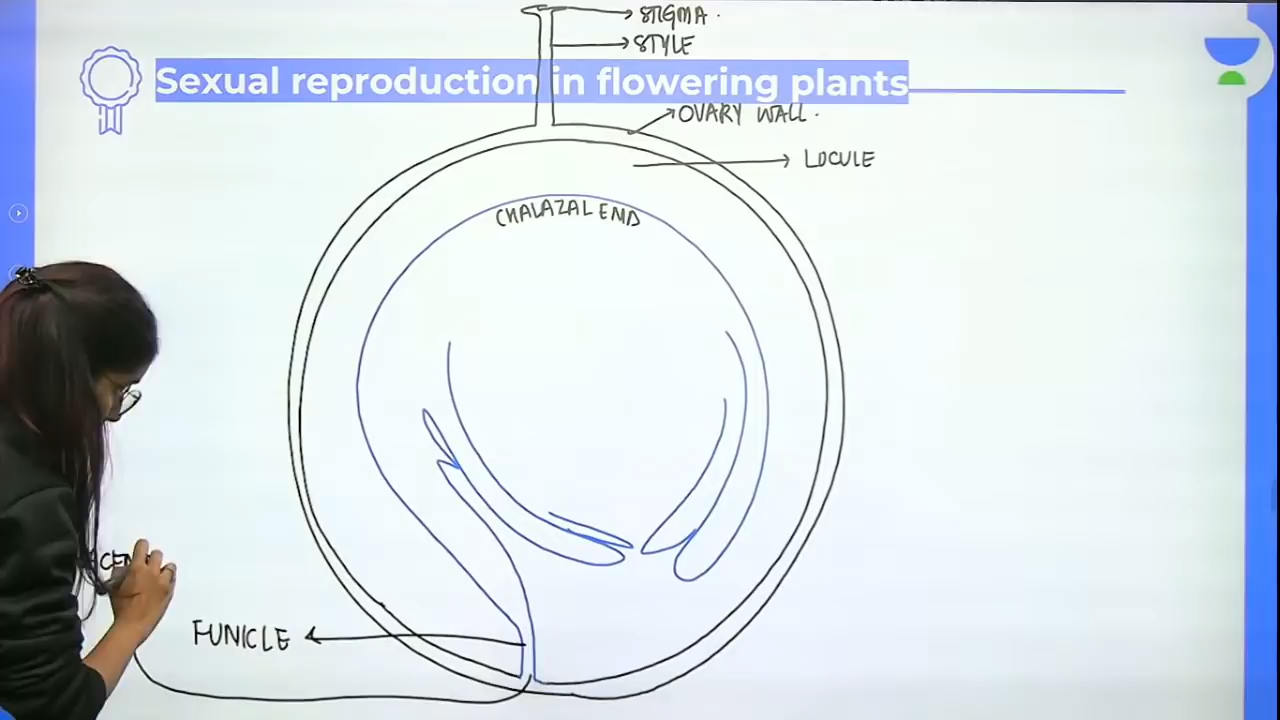 STIGMA.
STYLE
Sexual reproduction in flowering plants
OVARY WALL.
LOCULE
CHALAZAL END
FUNICLE